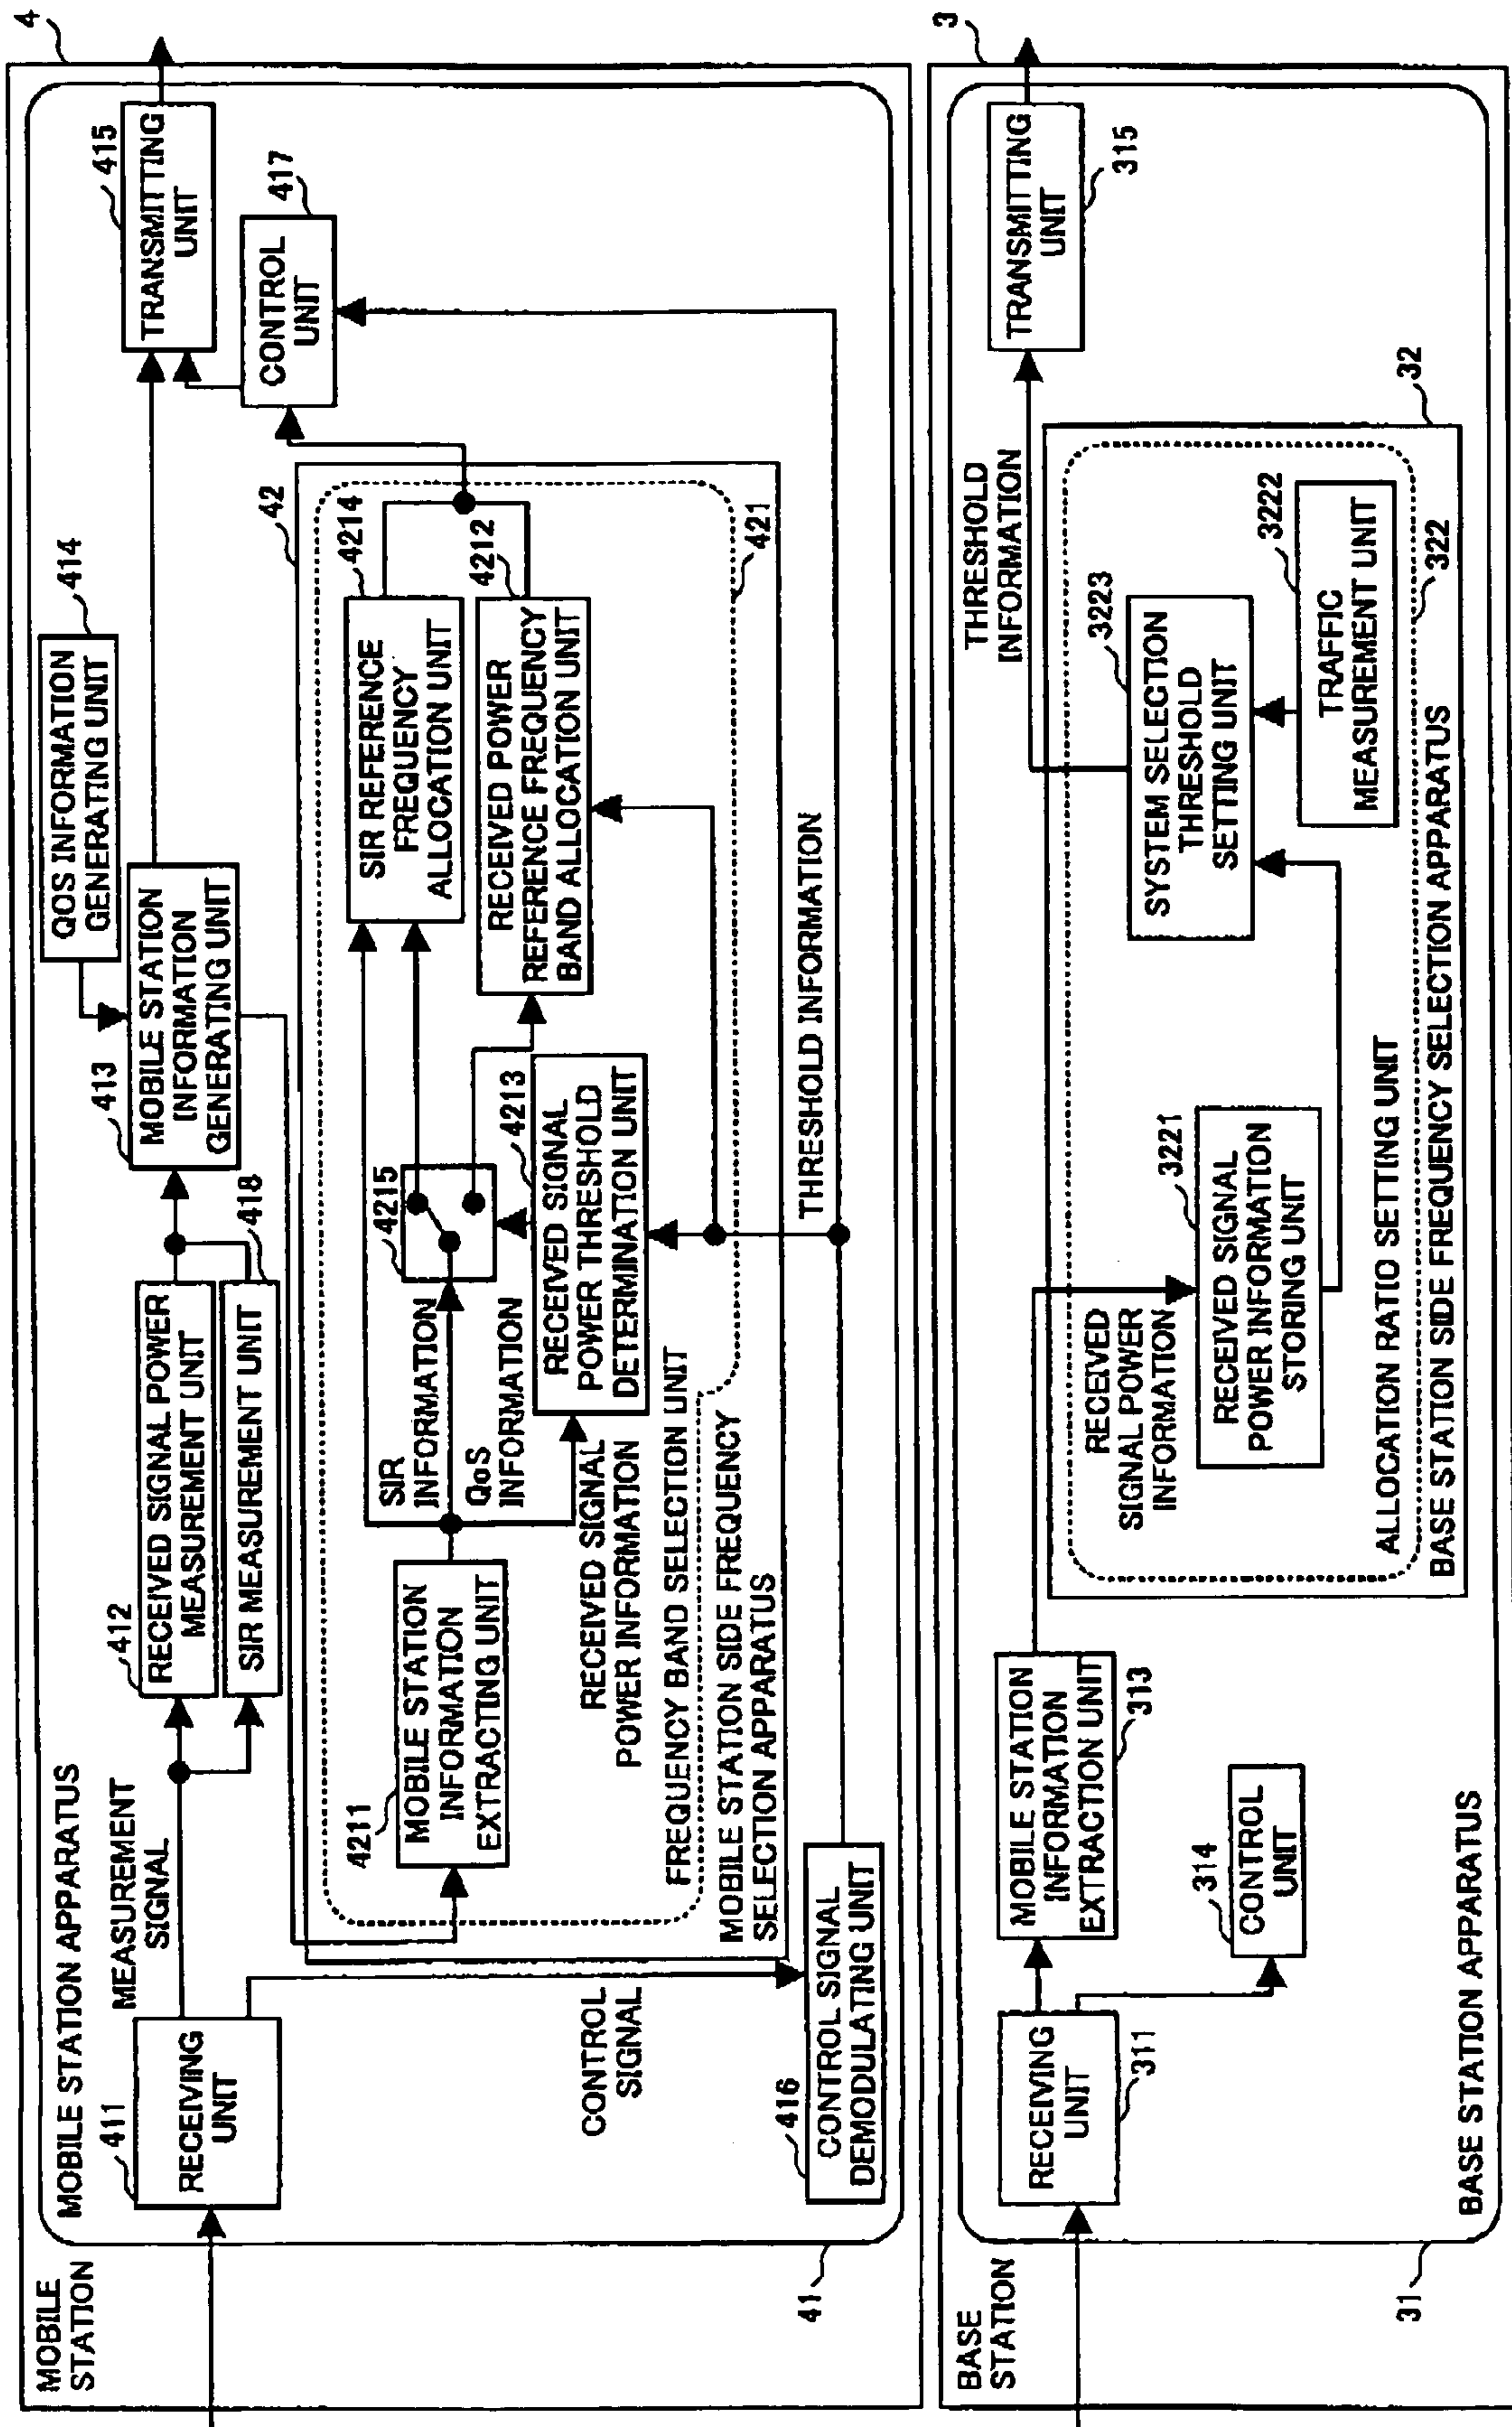 MOBILE
STATION
4
MOBILE STATION APPARATUS
41
411
RECEIVING
UNIT
MEASUREMENT
SIGNAL
CONTROL
SIGNAL
412
RECEIVED SIGNAL POWER
MEASUREMENT UNIT
SIR MEASUREMENT UNIT
418
413
MOBILE STATION
INFORMATION
GENERATING UNIT
QOS INFORMATION
GENERATING UNIT
414
TRANSMITTING
UNIT
415
CONTROL
UNIT
417
42
4211
MOBILE STATION
INFORMATION
EXTRACTING UNIT
SIR
INFORMATION
QoS
INFORMATION
RECEIVED SIGNAL
POWER INFORMATION
4215
RECEIVED SIGNAL
POWER THRESHOLD
DETERMINATION UNIT
4213
SIR REFERENCE
FREQUENCY
ALLOCATION UNIT
4214
RECEIVED POWER
REFERENCE FREQUENCY
BAND ALLOCATION UNIT
4212
421
FREQUENCY BAND SELECTION UNIT
MOBILE STATION SIDE FREQUENCY
SELECTION APPARATUS
THRESHOLD INFORMATION
416
CONTROL SIGNAL
DEMODULATING UNIT
BASE
STATION
3
31
RECEIVING
UNIT
311
MOBILE STATION
INFORMATION
EXTRACTION UNIT
313
314
CONTROL
UNIT
RECEIVED
SIGNAL POWER
INFORMATION
3221
RECEIVED SIGNAL
POWER INFORMATION
STORING UNIT
SYSTEM SELECTION
THRESHOLD
SETTING UNIT
3223
TRAFFIC
MEASUREMENT UNIT
3222
THRESHOLD
INFORMATION
TRANSMITTING
UNIT
315
32
322
ALLOCATION RATIO SETTING UNIT
BASE STATION SIDE FREQUENCY SELECTION APPARATUS
BASE STATION APPARATUS